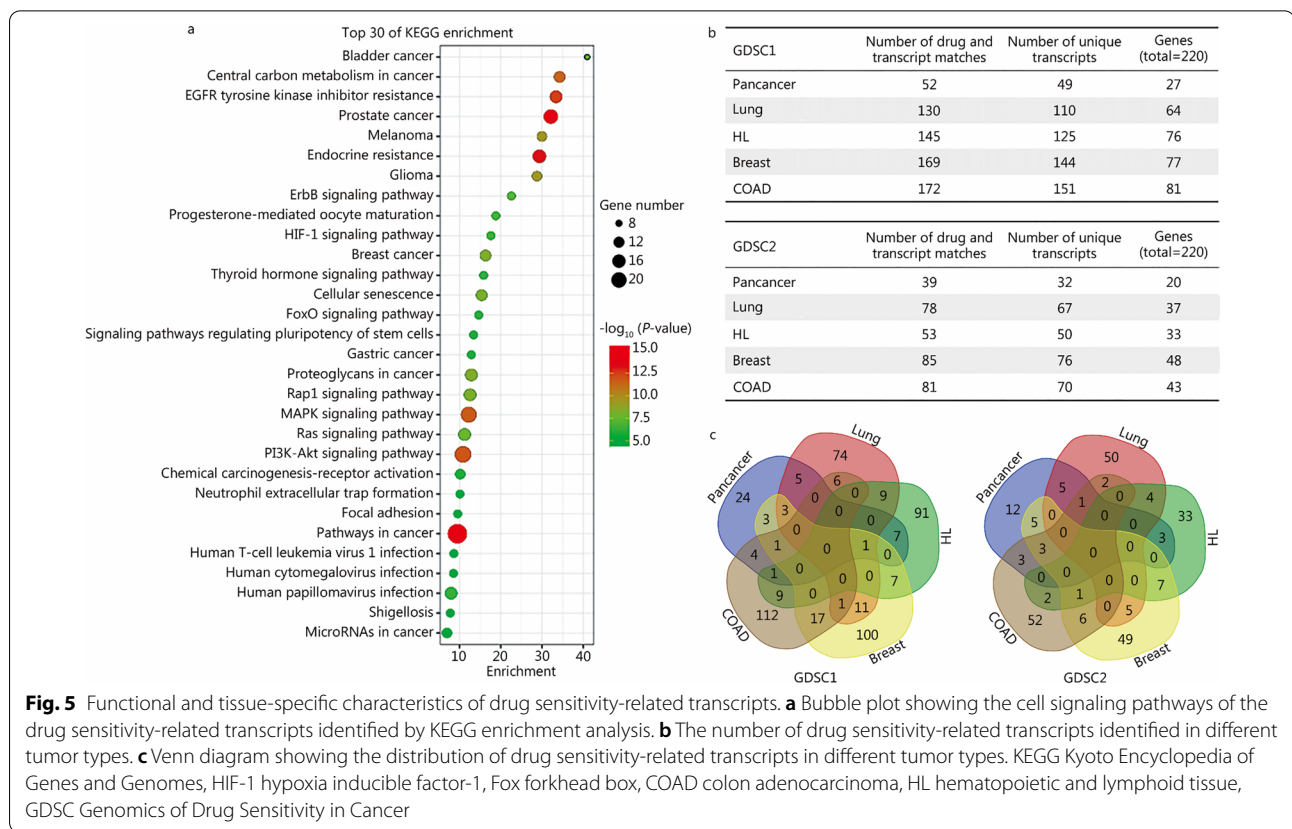 a
Top 30 of KEGG enrichment
Bladder cancer
Central carbon metabolism in cancer
EGFR tyrosine kinase inhibitor resistance
Prostate cancer
Melanoma
Endocrine resistance
Glioma
ErbB signaling pathway
Progesterone-mediated oocyte maturation
HIF-1 signaling pathway
Breast cancer
Thyroid hormone signaling pathway
Cellular senescence
FoxO signaling pathway
Signaling pathways regulating pluripotency of stem cells
Gastric cancer
Proteoglycans in cancer
Rap1 signaling pathway
MAPK signaling pathway
Ras signaling pathway
PI3K-Akt signaling pathway
Chemical carcinogenesis-receptor activation
Neutrophil extracellular trap formation
Focal adhesion
Pathways in cancer
Human T-cell leukemia virus 1 infection
Human cytomegalovirus infection
Human papillomavirus infection
Shigellosis
MicroRNAs in cancer
10 20 30 40
Enrichment
Gene number
8
12
16
20
-log₁₀ (P-value)
15.0
12.5
10.0
7.5
5.0
b
GDSC1 Number of drug and transcript matches Number of unique transcripts Genes (total=220)
Pancancer 52 49 27
Lung 130 110 64
HL 145 125 76
Breast 169 144 77
COAD 172 151 81
GDSC2 Number of drug and transcript matches Number of unique transcripts Genes (total=220)
Pancancer 39 32 20
Lung 78 67 37
HL 53 50 33
Breast 85 76 48
COAD 81 70 43
c
Lung
74
Pancancer
5 6
24 0 0 9
91
0 0
3 3 7
HL
0 1 0
4 1 0
1 0 0 7
9 0 1 11
112 17
COAD
100
Breast
GDSC1
Lung
50
Pancancer
5 2
12 1 0 4
33
0 0
5 0 3
HL
0 0 0
3 3 0
0 0 0 7
2 1 0 5
52 6
COAD
49
Breast
GDSC2
Fig. 5 Functional and tissue-specific characteristics of drug sensitivity-related transcripts. a Bubble plot showing the cell signaling pathways of the
drug sensitivity-related transcripts identified by KEGG enrichment analysis. b The number of drug sensitivity-related transcripts identified in different
tumor types. c Venn diagram showing the distribution of drug sensitivity-related transcripts in different tumor types. KEGG Kyoto Encyclopedia of
Genes and Genomes, HIF-1 hypoxia inducible factor-1, Fox forkhead box, COAD colon adenocarcinoma, HL hematopoietic and lymphoid tissue,
GDSC Genomics of Drug Sensitivity in Cancer